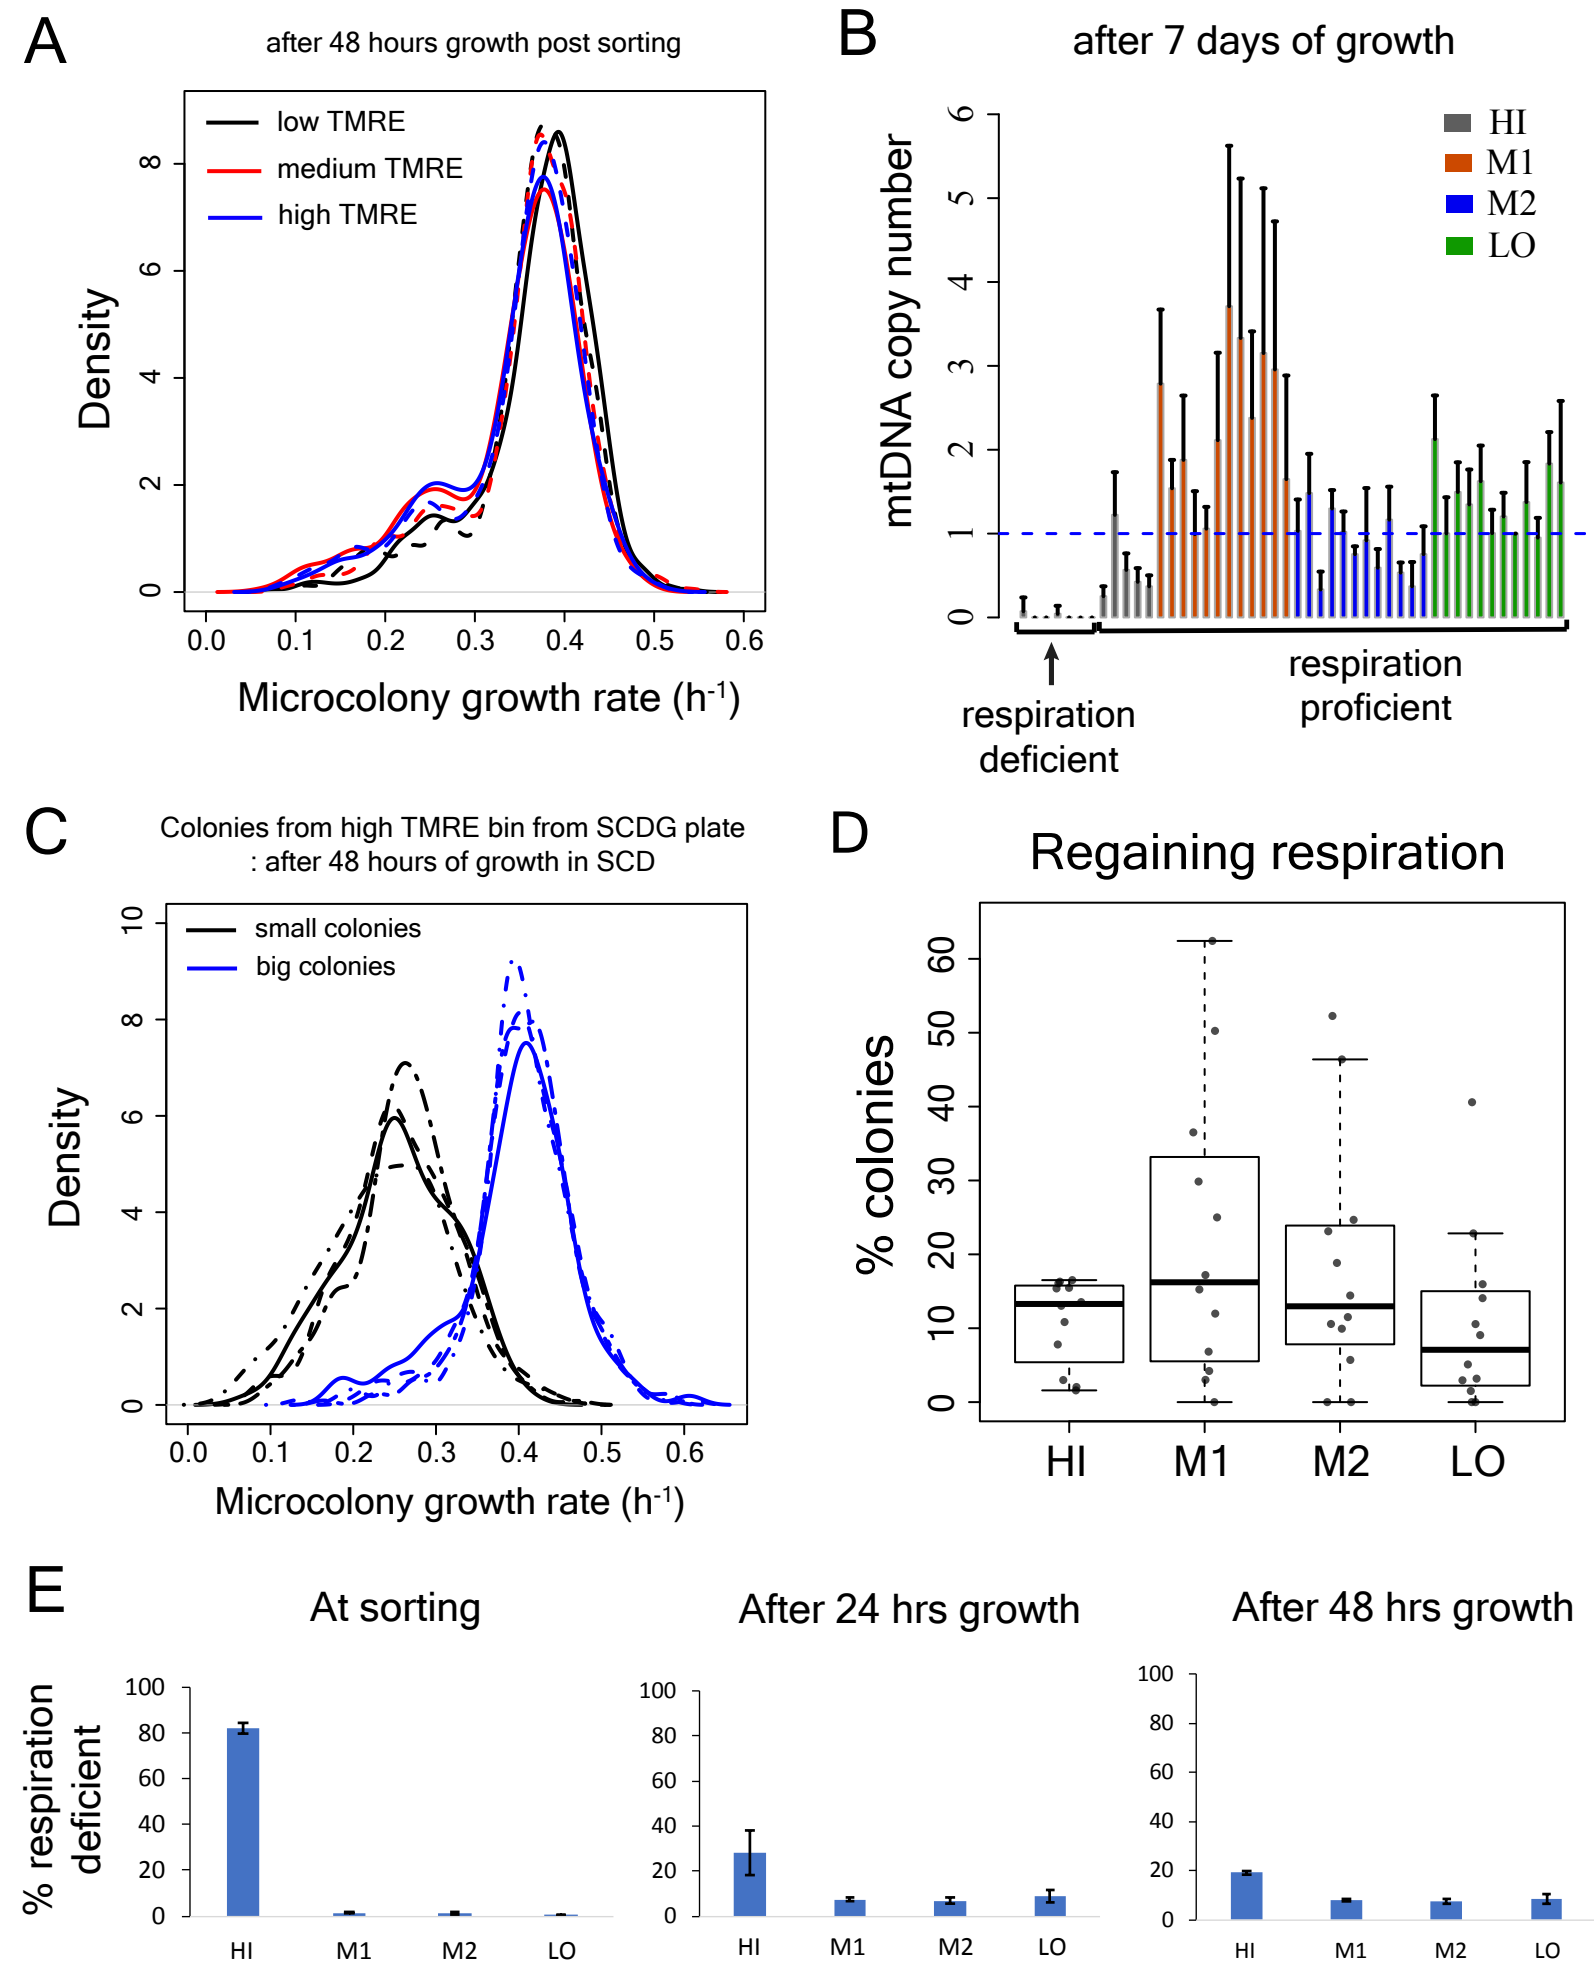 A
after 48 hours growth post sorting
low TMRE
medium TMRE
high TMRE
Density
0
2
4
6
8
0.0
0.1
0.2
0.3
0.4
0.5
0.6
Microcolony growth rate (h-1)
B
after 7 days of growth
mtDNA copy number
0
1
2
3
4
5
6
HI
M1
M2
LO
respiration
deficient
respiration
proficient
C
Colonies from high TMRE bin from SCDG plate
: after 48 hours of growth in SCD
small colonies
big colonies
Density
0
2
4
6
8
10
0.0
0.1
0.2
0.3
0.4
0.5
0.6
Microcolony growth rate (h-1)
D
Regaining respiration
% colonies
0
10
20
30
40
50
60
HI
M1
M2
LO
E
At sorting
% respiration
deficient
100
80
60
40
20
0
HI
M1
M2
LO
After 24 hrs growth
100
80
60
40
20
0
HI
M1
M2
LO
After 48 hrs growth
100
80
60
40
20
0
HI
M1
M2
LO